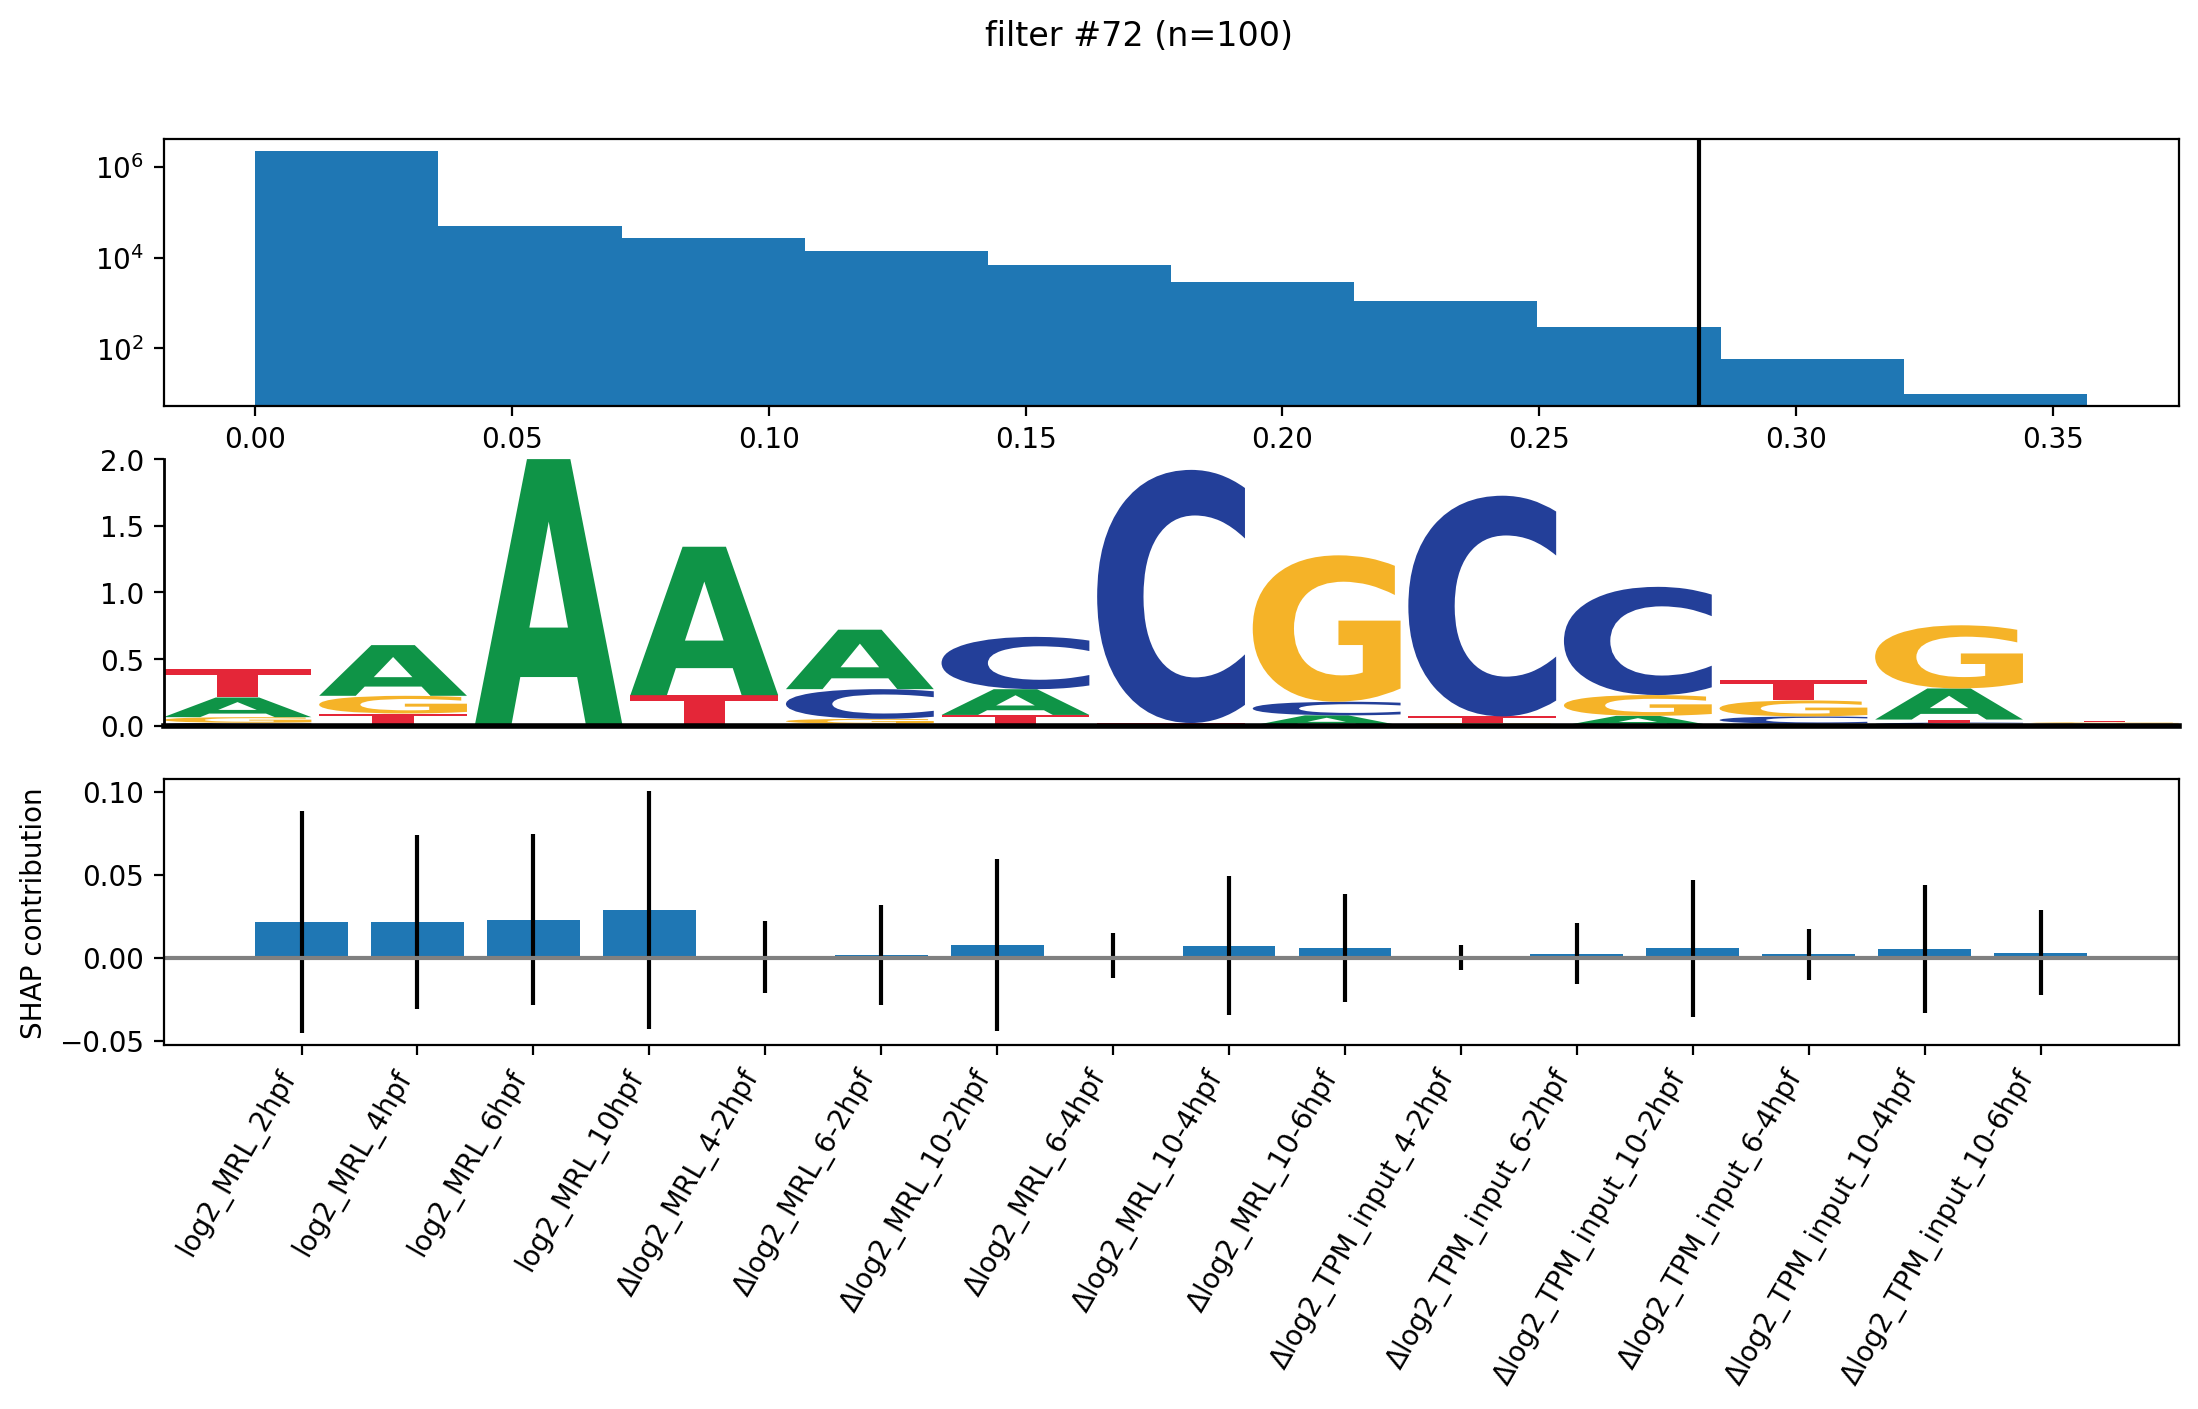 filter #72 (n=100)
10⁶
10⁴
10²
0.00 0.05 0.10 0.15 0.20 0.25 0.30 0.35
2.0
1.5
1.0
0.5
0.0
T A A A A C C G C C T G
A G T C A C T G G A
G T G T A A C T
SHAP contribution
0.10
0.05
0.00
−0.05
log2_MRL_2hpf
log2_MRL_4hpf
log2_MRL_6hpf
log2_MRL_10hpf
Δlog2_MRL_4-2hpf
Δlog2_MRL_6-2hpf
Δlog2_MRL_10-2hpf
Δlog2_MRL_6-4hpf
Δlog2_MRL_10-4hpf
Δlog2_MRL_10-6hpf
Δlog2_TPM_input_4-2hpf
Δlog2_TPM_input_6-2hpf
Δlog2_TPM_input_10-2hpf
Δlog2_TPM_input_6-4hpf
Δlog2_TPM_input_10-4hpf
Δlog2_TPM_input_10-6hpf